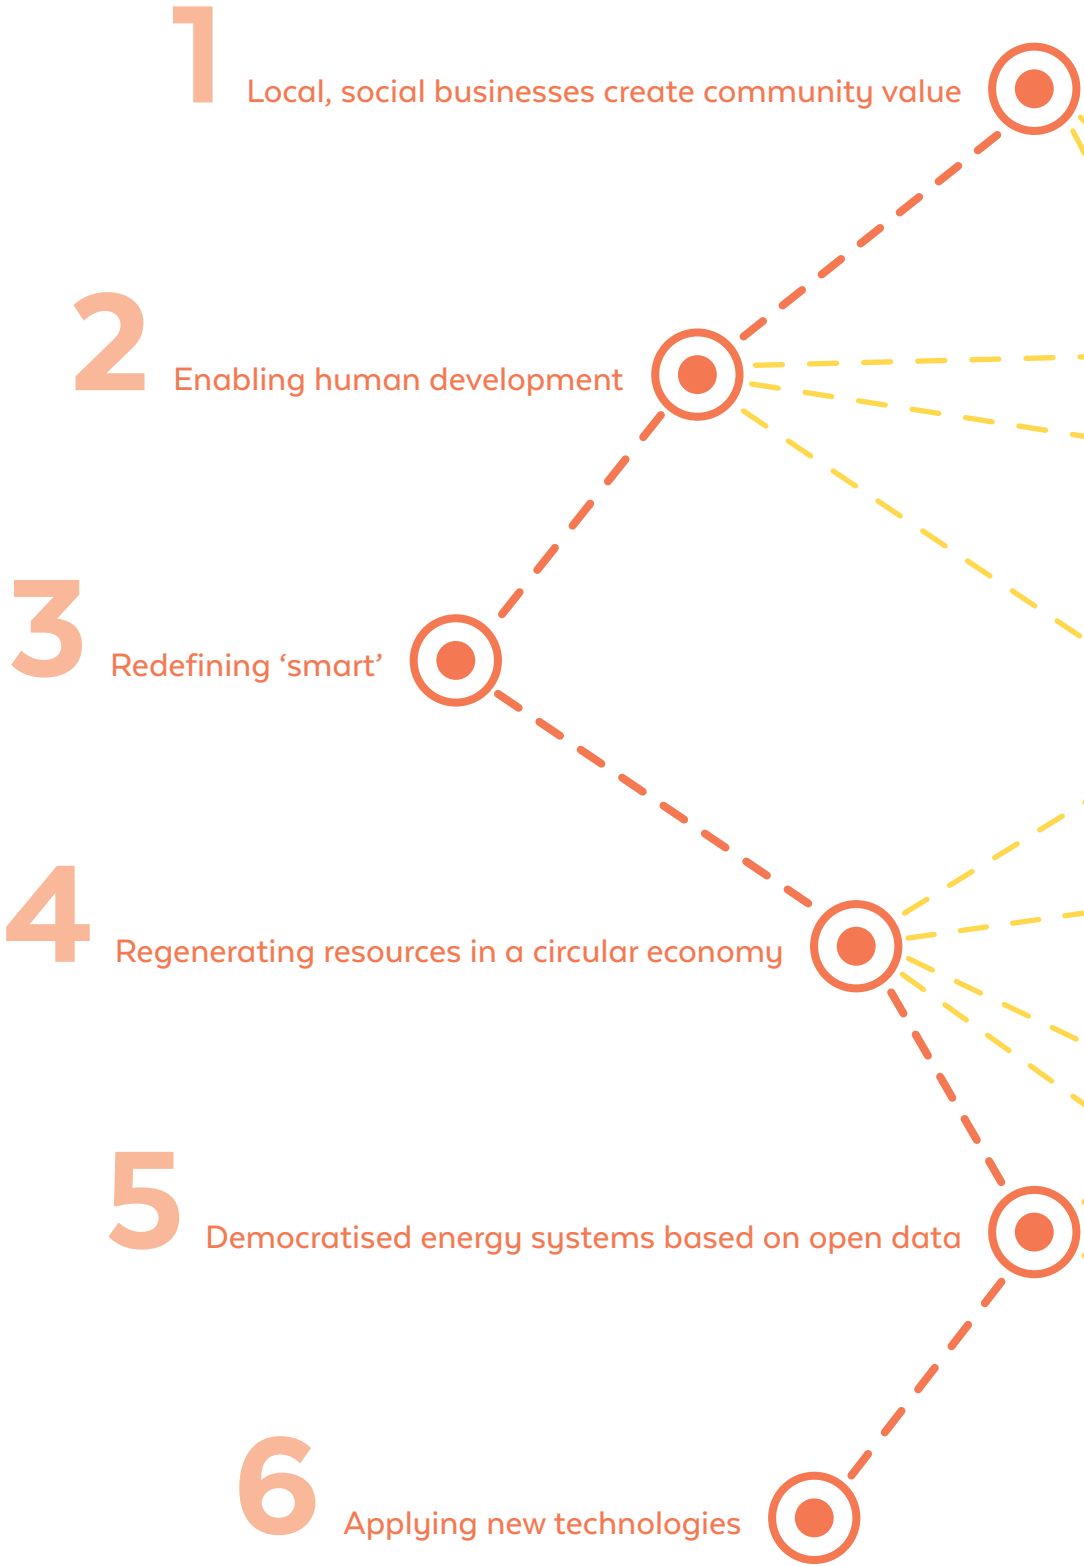 1 Local, social businesses create community value
2 Enabling human development
3 Redefining ‘smart’
4 Regenerating resources in a circular economy
5 Democratised energy systems based on open data
6 Applying new technologies